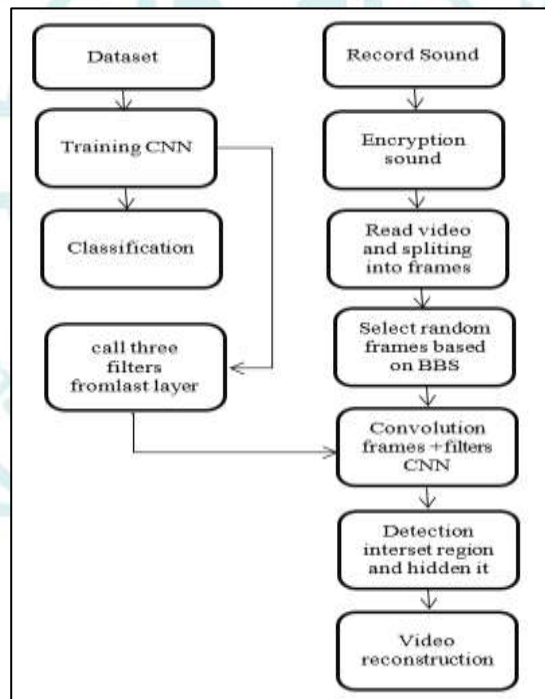 Dataset
Training CNN
Classification
call three
filters
fromlast layer
Record Sound
Encryption
sound
Read video
and spliting
into frames
Select random
frames based
on BBS
Convolution
frames +filters
CNN
Detection
interset region
and hidden it
Video
reconstruction